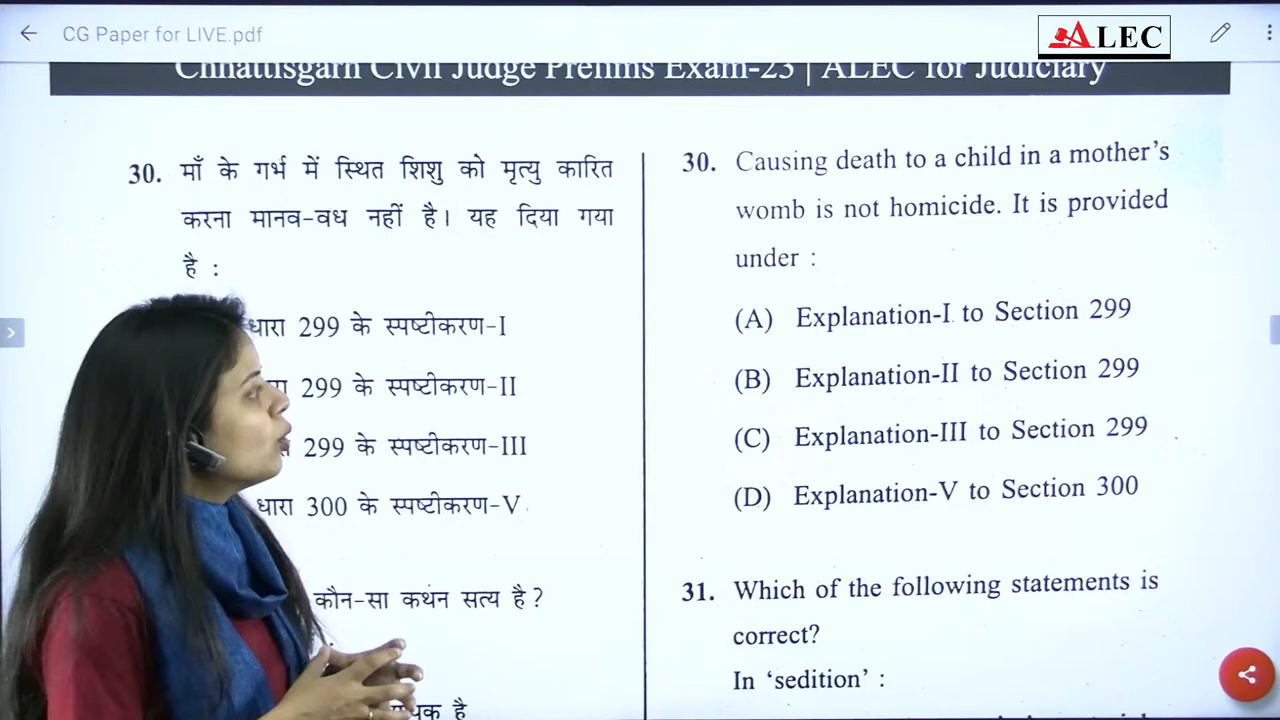 CG Paper for LIVE.pdf
ALEC
Chhattisgarh Civil Judge Prelims Exam-23 | ALEC for Judiciary
30. माँ के गर्भ में स्थित शिशु को मृत्यु कारित
करना मानव-वध नहीं है। यह दिया गया
है :
धारा 299 के स्पष्टीकरण-I
299 के स्पष्टीकरण-II
299 के स्पष्टीकरण-III
धारा 300 के स्पष्टीकरण-V
कौन-सा कथन सत्य है ?
है
30. Causing death to a child in a mother's
womb is not homicide. It is provided
under :
(A) Explanation-I to Section 299
(B) Explanation-II to Section 299
(C) Explanation-III to Section 299
(D) Explanation-V to Section 300
31. Which of the following statements is
correct?
In 'sedition' :